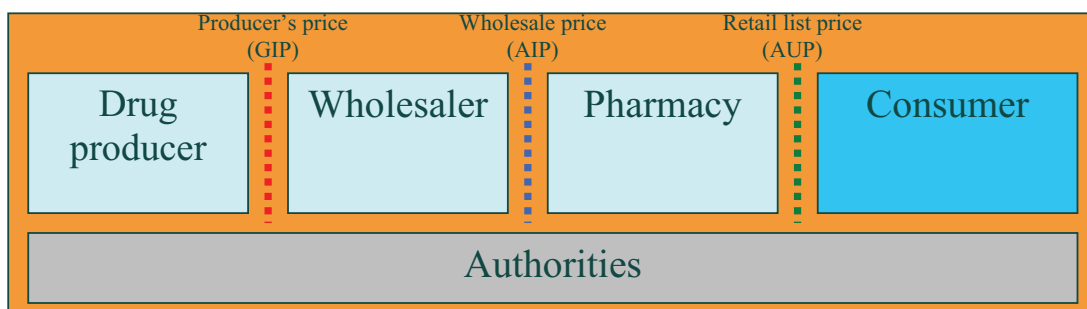 Producer’s price
(GIP)
Wholesale price
(AIP)
Retail list price
(AUP)
Drug
producer
Wholesaler
Pharmacy
Consumer
Authorities